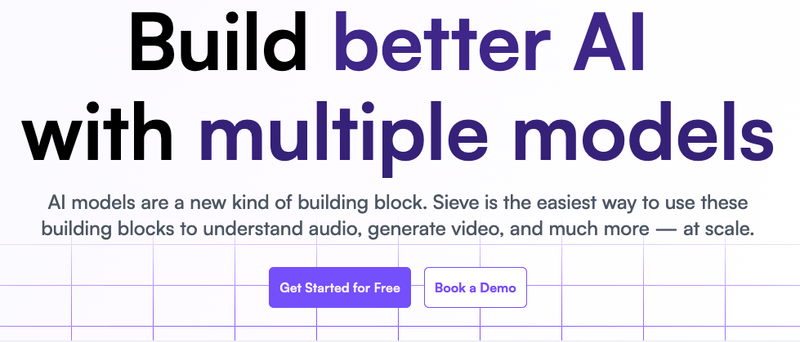 Build better AI
with multiple models
AI models are a new kind of building block. Sieve is the easiest way to use these
building blocks to understand audio, generate video, and much more — at scale.
Get Started for Free
Book a Demo